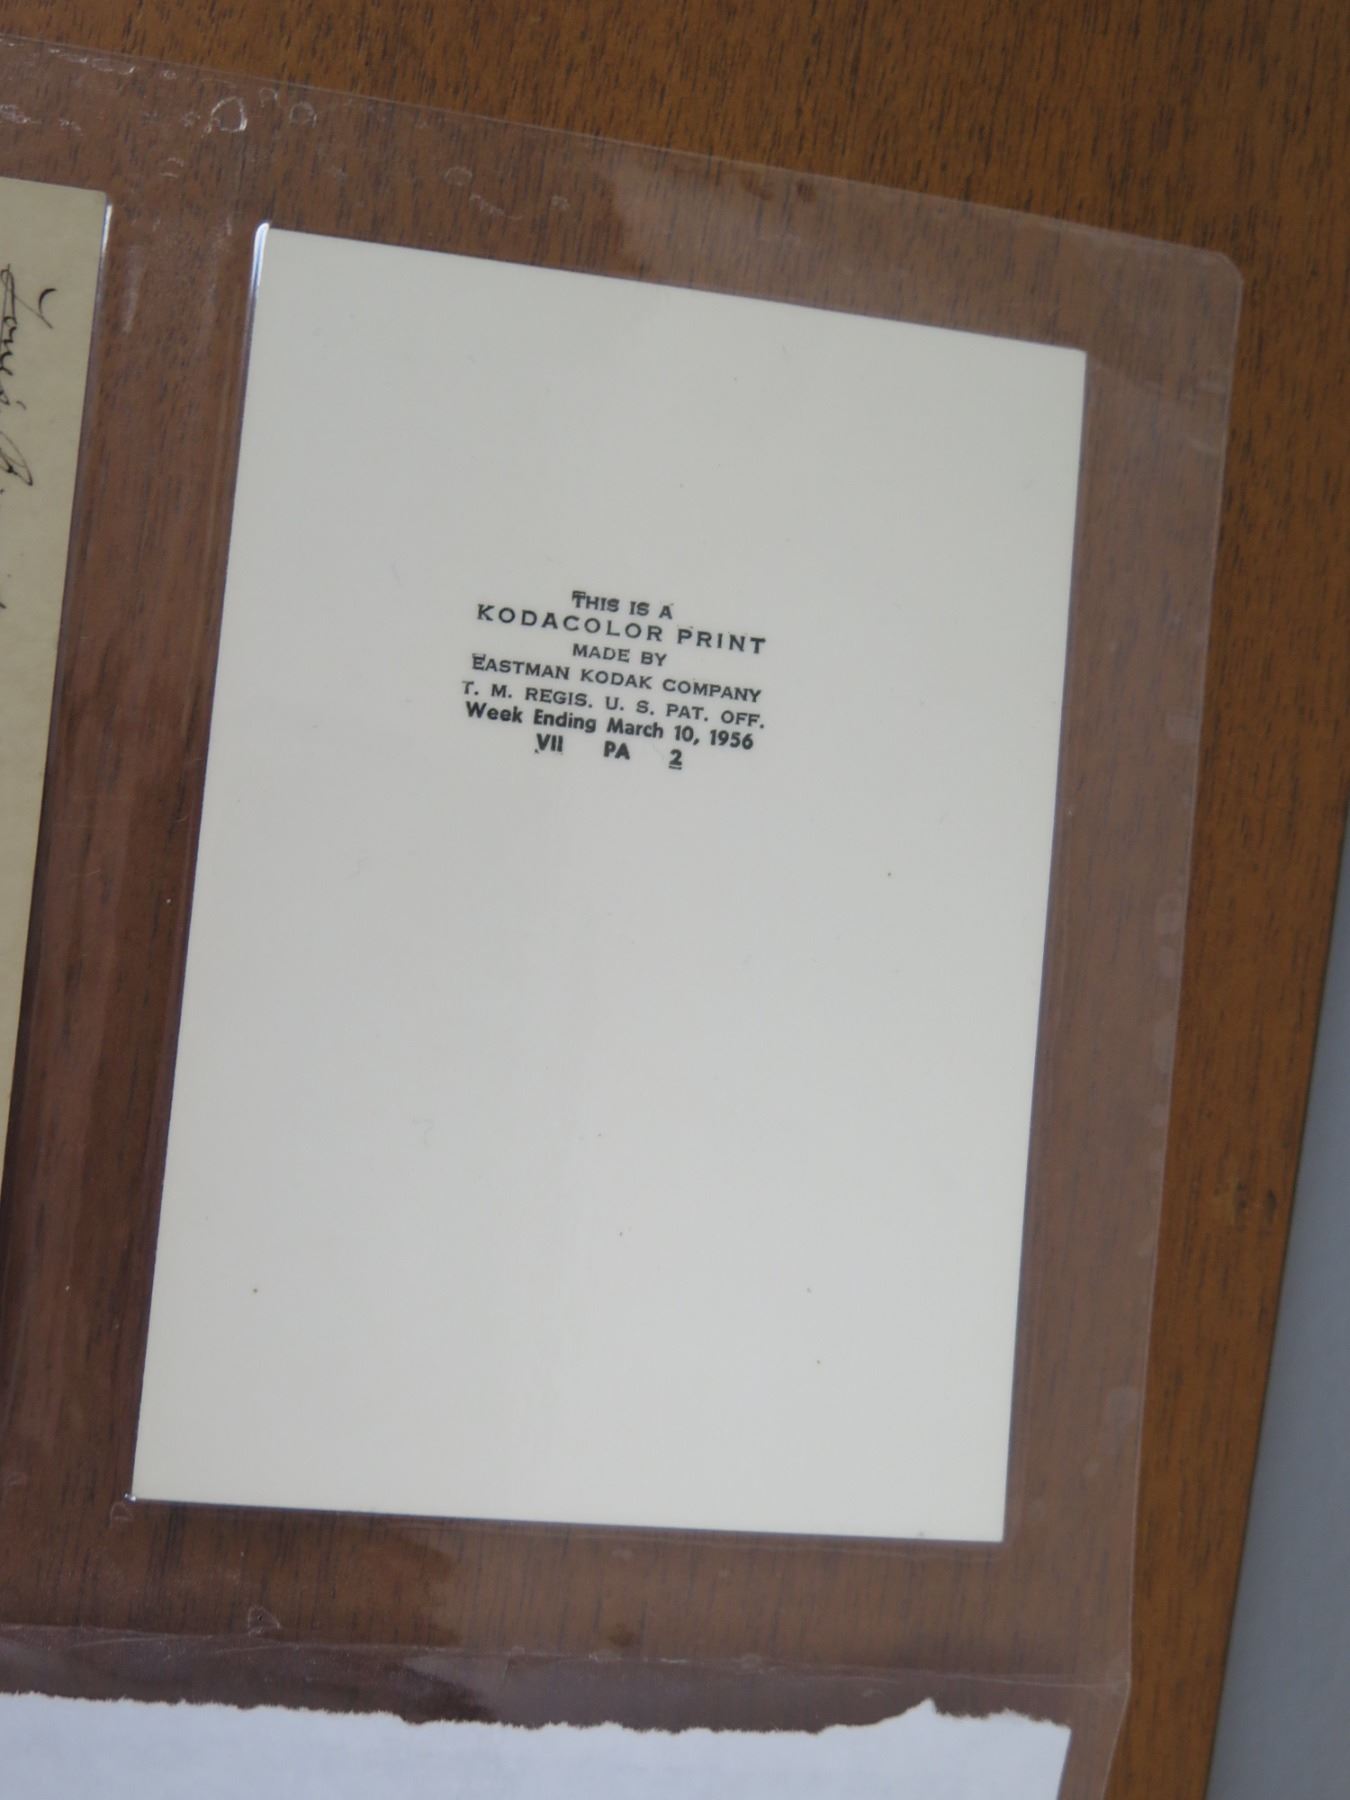 THIS IS A
KODACOLOR PRINT
MADE BY
EASTMAN KODAK COMPANY
T. M. REGIS. U. S. PAT. OFF.
Week Ending March 10, 1956
VII PA 2